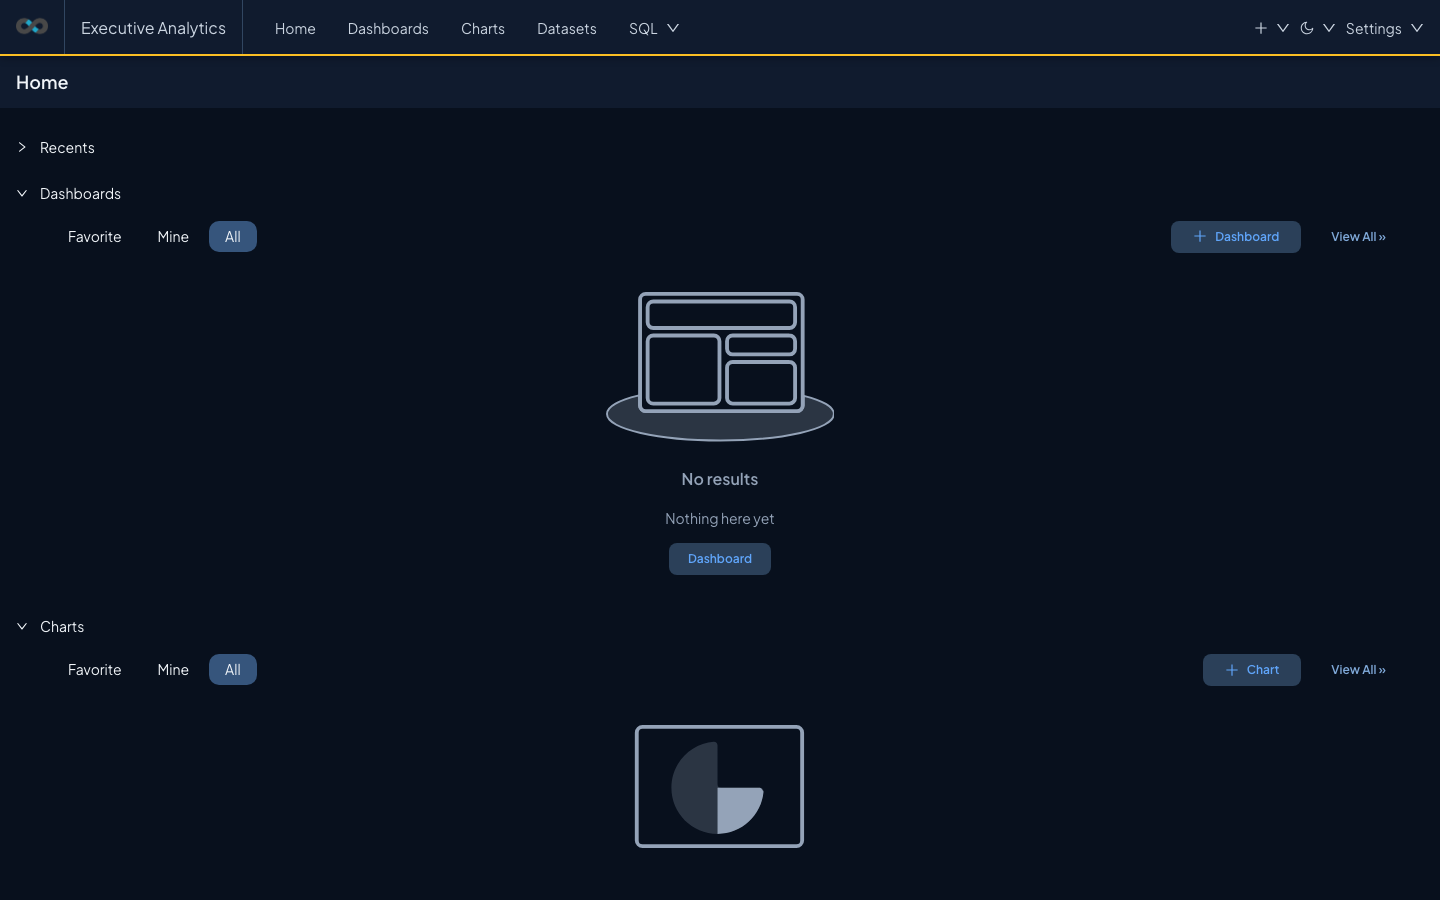 Executive Analytics Home Dashboards Charts Datasets SQL Settings
Home
Recents
Dashboards
Favorite Mine All Dashboard View All »
No results
Nothing here yet
Dashboard
Charts
Favorite Mine All Chart View All »